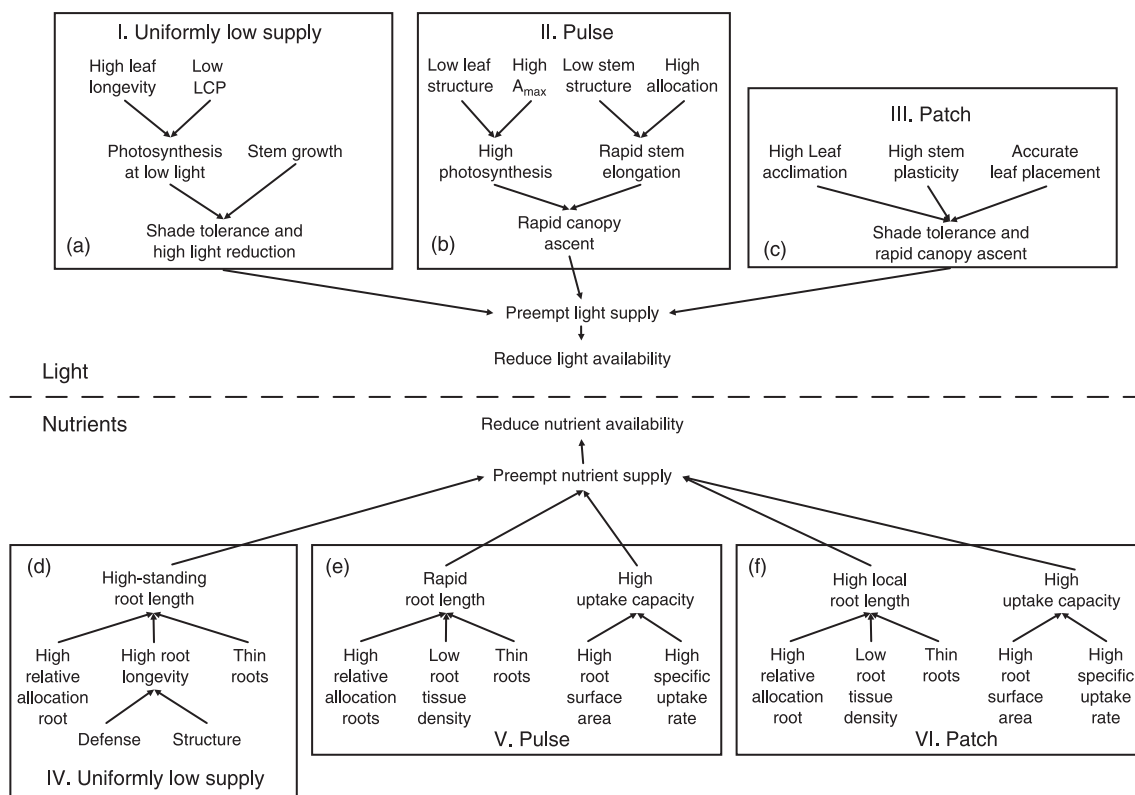 I. Uniformly low supply
High leaf
longevity
Low
LCP
Photosynthesis
at low light
Stem growth
Shade tolerance and
high light reduction
(a)
II. Pulse
Low leaf
structure
High
Amax
Low stem
structure
High
allocation
High
photosynthesis
Rapid stem
elongation
Rapid canopy
ascent
(b)
III. Patch
High Leaf
acclimation
High stem
plasticity
Accurate
leaf placement
Shade tolerance and
rapid canopy ascent
(c)
Preempt light supply
Reduce light availability
Light
Nutrients
Reduce nutrient availability
Preempt nutrient supply
(d)
High-standing
root length
High
relative
allocation
root
High root
longevity
Thin
roots
Defense
Structure
IV. Uniformly low supply
(e)
Rapid
root length
High
uptake capacity
High
relative
allocation
roots
Low
root
tissue
density
Thin
roots
High
root
surface
area
High
specific
uptake
rate
V. Pulse
(f)
High local
root length
High
uptake capacity
High
relative
allocation
root
Low
root
tissue
density
Thin
roots
High
root
surface
area
High
specific
uptake
rate
VI. Patch